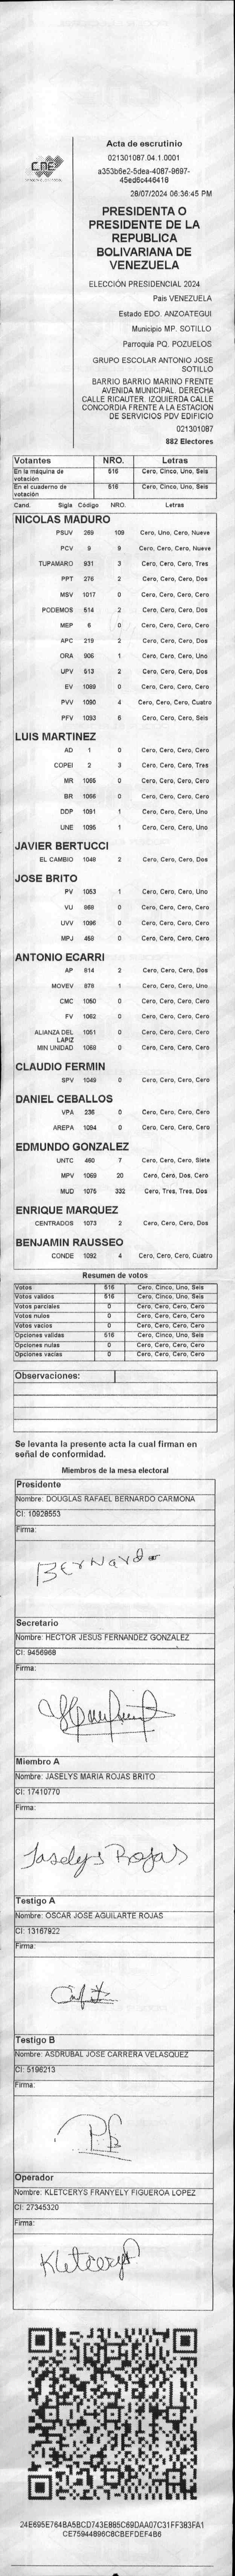 CNE
Acta de escrutinio
021301087.04.1.0001
a353b6e2-5dea-4087-9697-
45ed6c446418
28/07/2024 06:36:45 PM
PRESIDENTA O
PRESIDENTE DE LA
REPUBLICA
BOLIVARIANA DE
VENEZUELA
ELECCIÓN PRESIDENCIAL 2024
Pais VENEZUELA
Estado EDO. ANZOATEGUI
Municipio MP. SOTILLO
Parroquia PQ. POZUELOS
GRUPO ESCOLAR ANTONIO JOSE
SOTILLO
BARRIO BARRIO MARINO FRENTE
AVENIDA MUNICIPAL. DERECHA
CALLE RICAUTER. IZQUIERDA CALLE
CONCORDIA FRENTE A LA ESTACION
DE SERVICIOS PDV EDIFICIO
021301087
882 Electores
Votantes NRO. Letras
En la máquina de votación 516 Cero, Cinco, Uno, Seis
En el cuaderno de votación 516 Cero, Cinco, Uno, Seis
Cand. Sigla Código NRO. Letras
NICOLAS MADURO
PSUV 269 109 Cero, Uno, Cero, Nueve
PCV 9 9 Cero, Cero, Cero, Nueve
TUPAMARO 931 3 Cero, Cero, Cero, Tres
PPT 276 2 Cero, Cero, Cero, Dos
MSV 1017 0 Cero, Cero, Cero, Cero
PODEMOS 514 2 Cero, Cero, Cero, Dos
MEP 6 0 Cero, Cero, Cero, Cero
APC 219 2 Cero, Cero, Cero, Dos
ORA 906 1 Cero, Cero, Cero, Uno
UPV 513 2 Cero, Cero, Cero, Dos
EV 1089 0 Cero, Cero, Cero, Cero
PVV 1090 4 Cero, Cero, Cero, Cuatro
PFV 1093 6 Cero, Cero, Cero, Seis
LUIS MARTINEZ
AD 1 0 Cero, Cero, Cero, Cero
COPEI 2 3 Cero, Cero, Cero, Tres
MR 1065 0 Cero, Cero, Cero, Cero
BR 1066 0 Cero, Cero, Cero, Cero
DDP 1091 1 Cero, Cero, Cero, Uno
UNE 1095 1 Cero, Cero, Cero, Uno
JAVIER BERTUCCI
EL CAMBIO 1048 2 Cero, Cero, Cero, Dos
JOSE BRITO
PV 1053 1 Cero, Cero, Cero, Uno
VU 868 0 Cero, Cero, Cero, Cero
UVV 1096 0 Cero, Cero, Cero, Cero
MPJ 458 0 Cero, Cero, Cero, Cero
ANTONIO ECARRI
AP 814 2 Cero, Cero, Cero, Dos
MOVEV 878 1 Cero, Cero, Cero, Uno
CMC 1050 0 Cero, Cero, Cero, Cero
FV 1062 0 Cero, Cero, Cero, Cero
ALIANZA DEL LAPIZ 1051 0 Cero, Cero, Cero, Cero
MIN UNIDAD 1068 0 Cero, Cero, Cero, Cero
CLAUDIO FERMIN
SPV 1049 0 Cero, Cero, Cero, Cero
DANIEL CEBALLOS
VPA 236 0 Cero, Cero, Cero, Cero
AREPA 1094 0 Cero, Cero, Cero, Cero
EDMUNDO GONZALEZ
UNTC 460 7 Cero, Cero, Cero, Siete
MPV 1069 20 Cero, Cero, Dos, Cero
MUD 1075 332 Cero, Tres, Tres, Dos
ENRIQUE MARQUEZ
CENTRADOS 1073 2 Cero, Cero, Cero, Dos
BENJAMIN RAUSSEO
CONDE 1092 4 Cero, Cero, Cero, Cuatro
Resumen de votos
Votos 516 Cero, Cinco, Uno, Seis
Votos validos 516 Cero, Cinco, Uno, Seis
Votos parciales 0 Cero, Cero, Cero, Cero
Votos nulos 0 Cero, Cero, Cero, Cero
Votos vacios 0 Cero, Cero, Cero, Cero
Opciones validas 516 Cero, Cinco, Uno, Seis
Opciones nulas 0 Cero, Cero, Cero, Cero
Opciones vacias 0 Cero, Cero, Cero, Cero
Observaciones:
Se levanta la presente acta la cual firman en
señal de conformidad.
Miembros de la mesa electoral
Presidente
Nombre: DOUGLAS RAFAEL BERNARDO CARMONA
CI: 10928553
Firma:
Bernardo
Secretario
Nombre: HECTOR JESUS FERNANDEZ GONZALEZ
CI: 9456968
Firma:
Miembro A
Nombre: JASELYS MARIA ROJAS BRITO
CI: 17410770
Firma:
Jaselys Rojas
Testigo A
Nombre: OSCAR JOSE AGUILARTE ROJAS
CI: 13167922
Firma:
Testigo B
Nombre: ASDRUBAL JOSE CARRERA VELASQUEZ
CI: 5196213
Firma:
Operador
Nombre: KLETCERYS FRANYELY FIGUEROA LOPEZ
CI: 27345320
Firma:
Kletcerys
24E695E764BA5BCD743E885C69DAA07C31FF383FA1
CE75944896C8CBEFDEF4B6